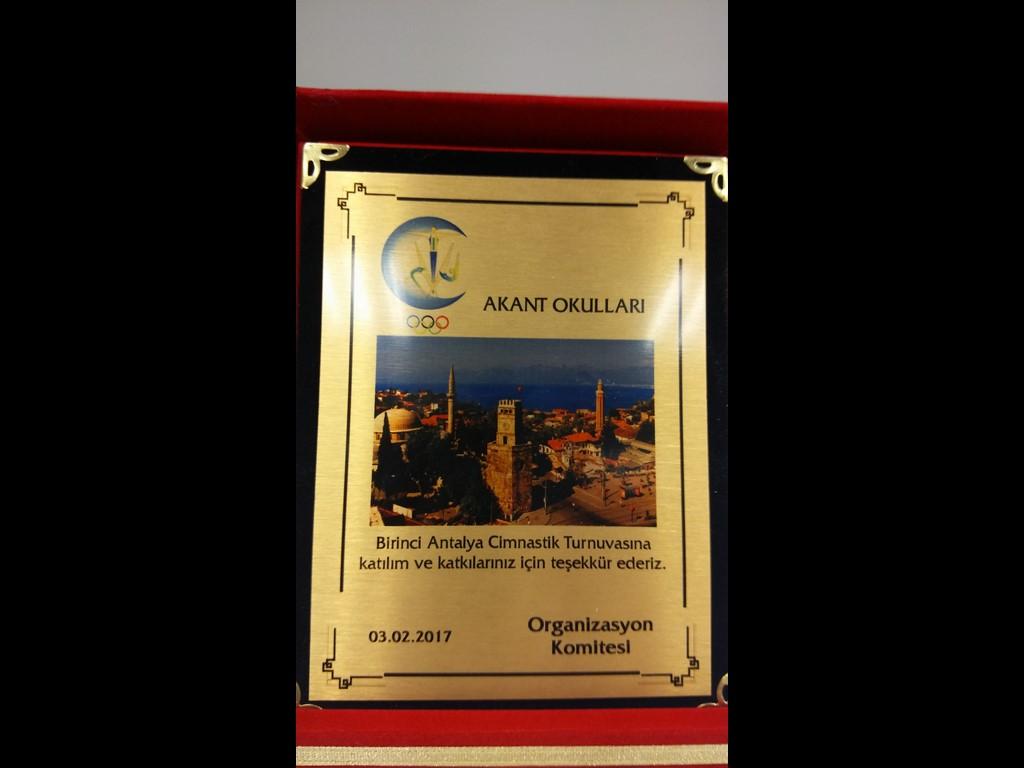 AKANT OKULLARI
Birinci Antalya Cimnastik Turnuvasına
katılım ve katkılarınız için teşekkür ederiz.
03.02.2017
Organizasyon
Komitesi